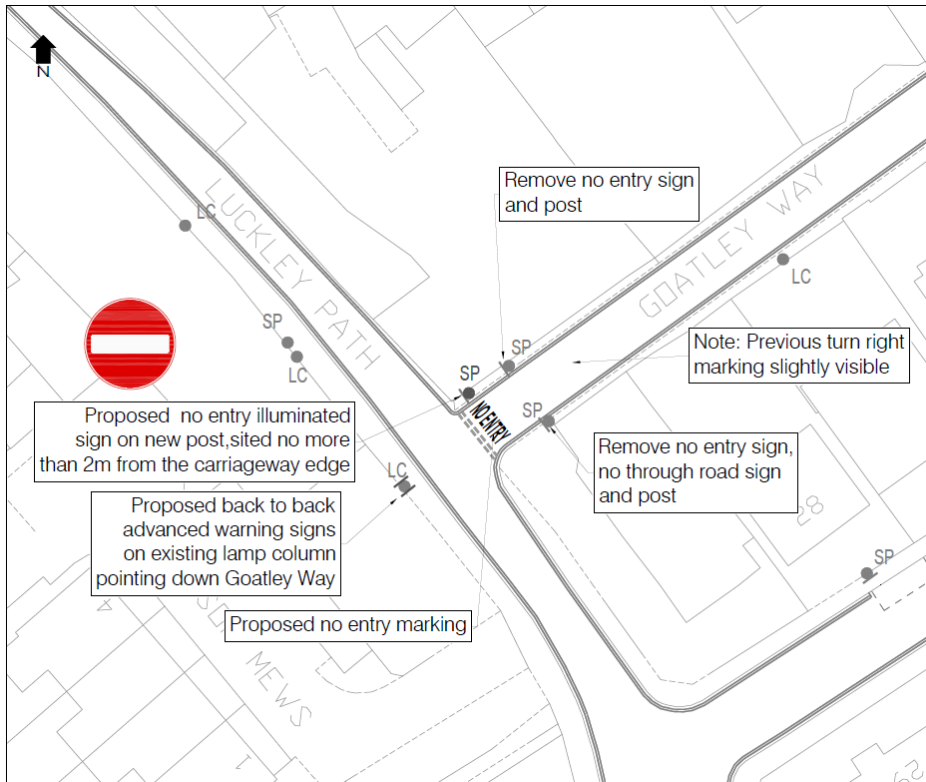 N
LUCKLEY PATH
GOATLEY WAY
Remove no entry sign
and post
LC
SP
LC
SP
SP
LC
Note: Previous turn right
marking slightly visible
NO ENTRY
SP
Proposed no entry illuminated
sign on new post,sited no more
than 2m from the carriageway edge
Remove no entry sign,
no through road sign
and post
LC
Proposed back to back
advanced warning signs
on existing lamp column
pointing down Goatley Way
28
SP
Proposed no entry marking
4
MEWS
1